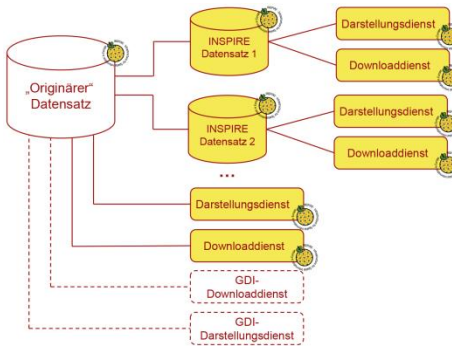 „Originärer“
Datensatz
INSPIRE
Datensatz 1
Darstellungsdienst
Downloaddienst
INSPIRE
Datensatz 2
Darstellungsdienst
Downloaddienst
...
Darstellungsdienst
Downloaddienst
GDI-
Downloaddienst
GDI-
Darstellungsdienst